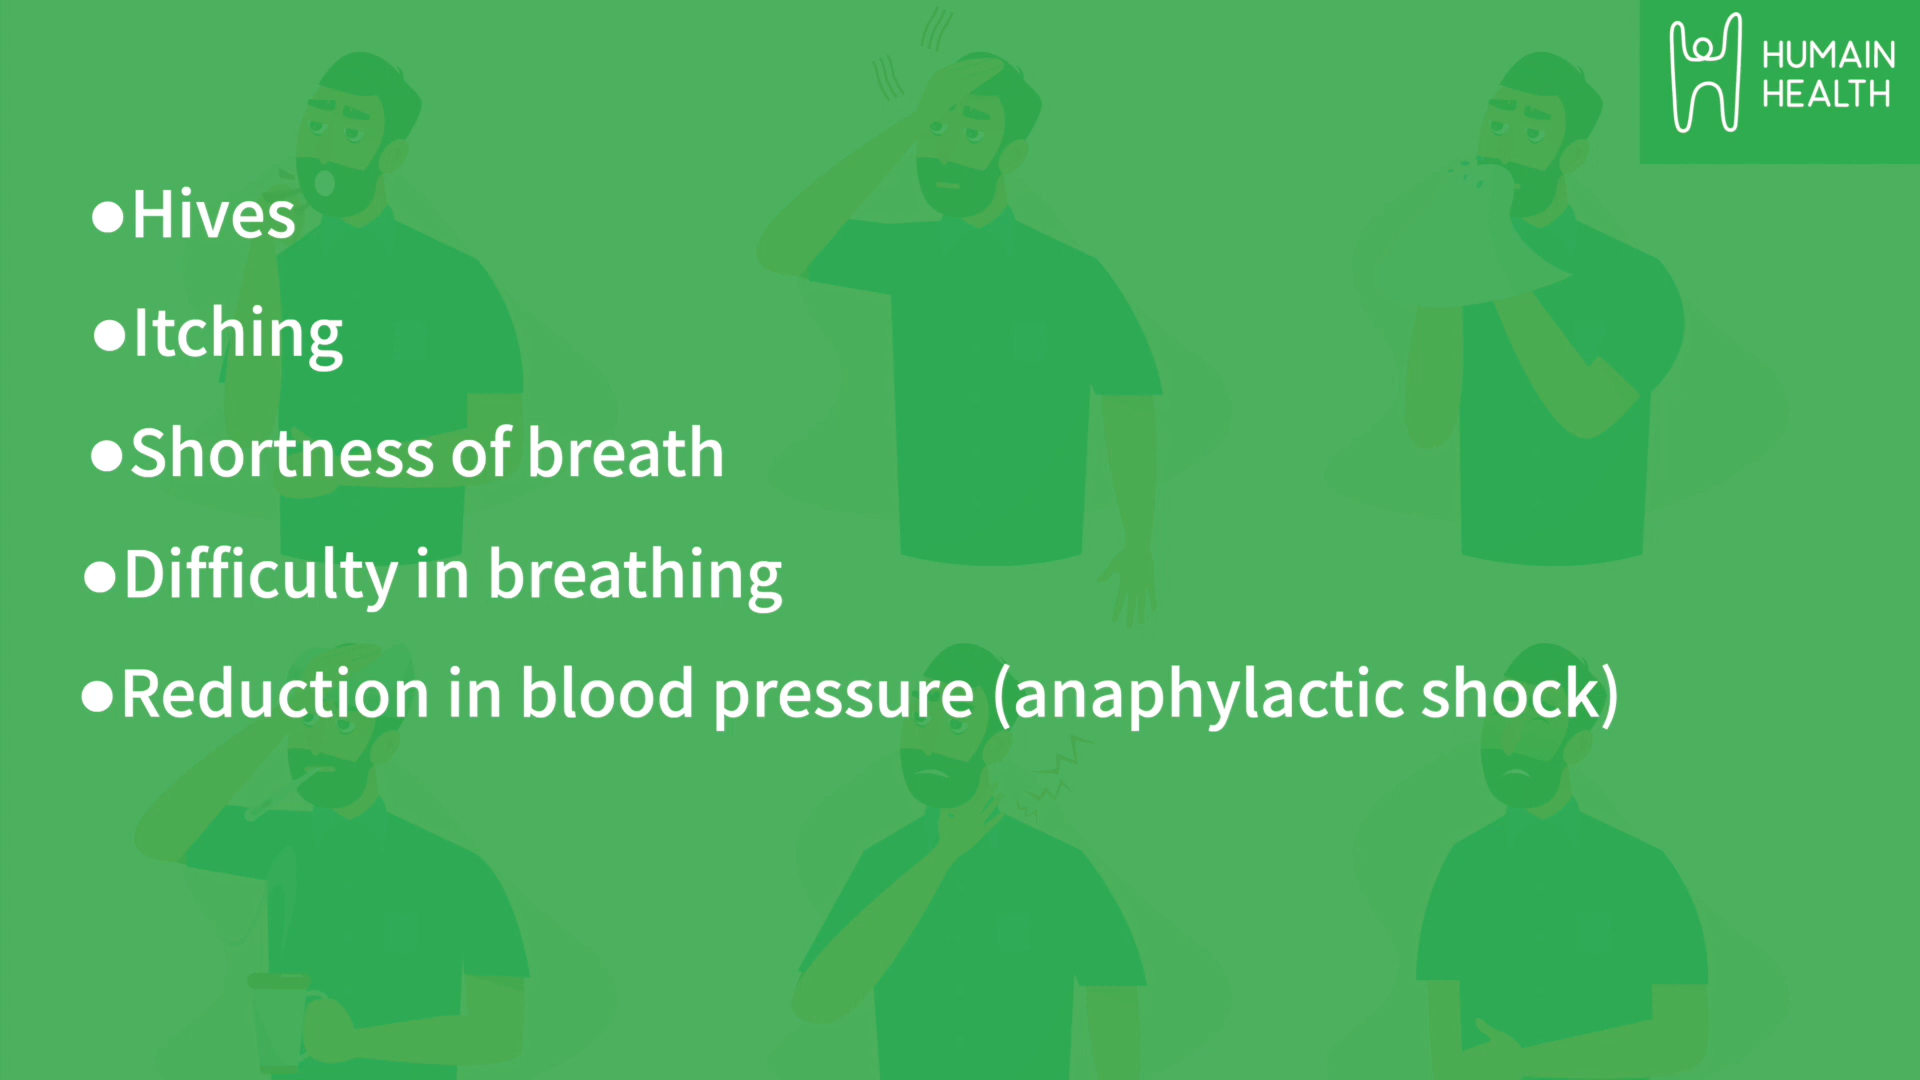 HUMAIN
HEALTH
●Hives
●Itching
●Shortness of breath
●Difficulty in breathing
●Reduction in blood pressure (anaphylactic shock)